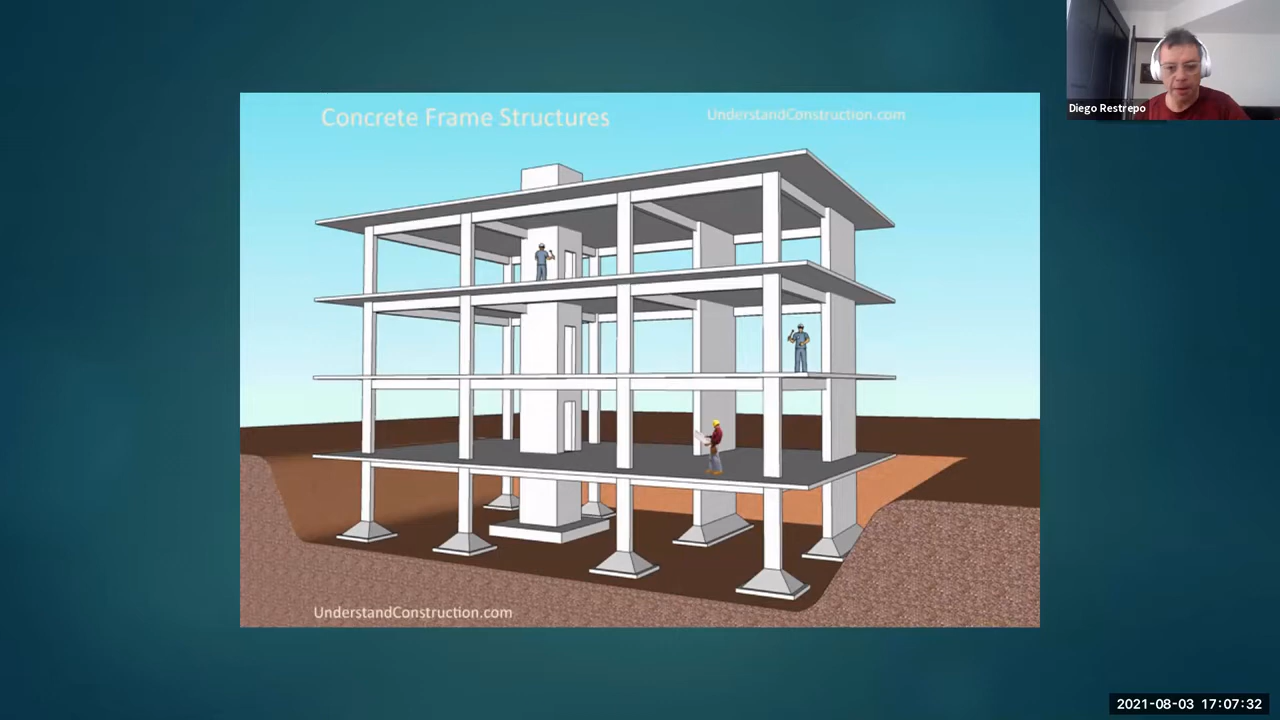 Concrete Frame Structures
UnderstandConstruction.com
Diego Restrepo
UnderstandConstruction.com
2021-08-03 17:07:32